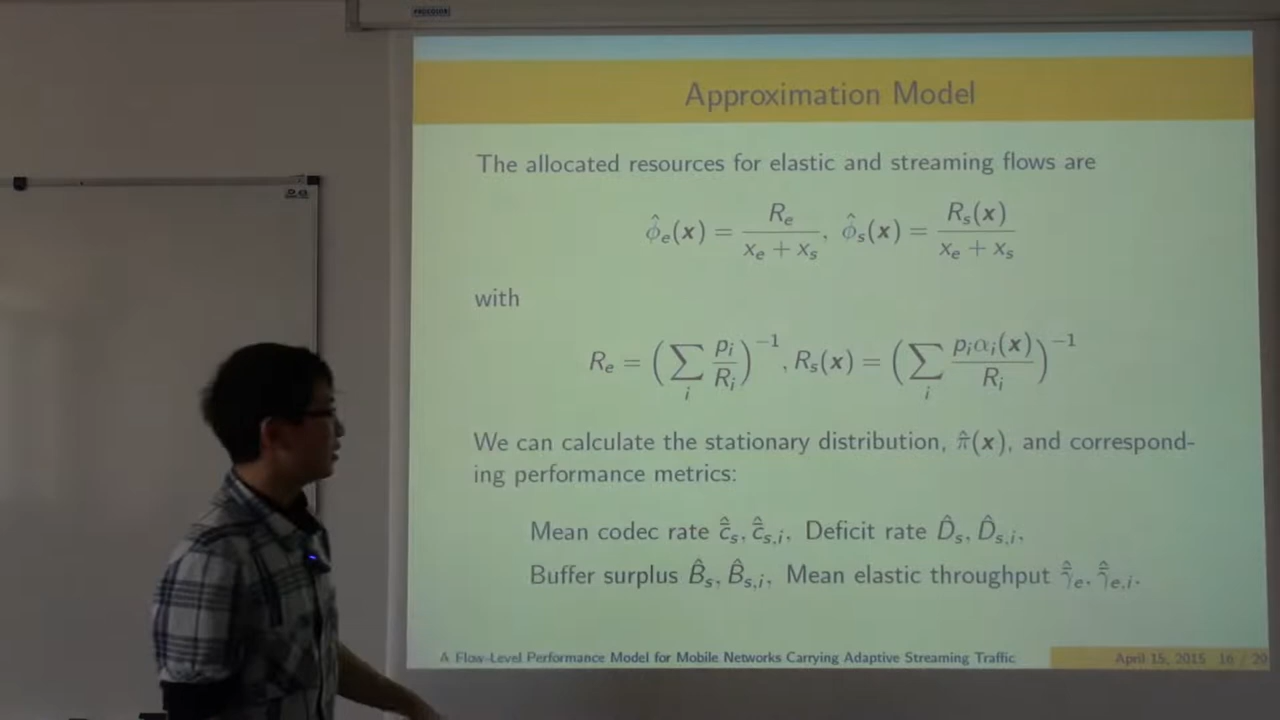 Approximation Model
The allocated resources for elastic and streaming flows are
ϕ̂ₑ(x) = Rₑ / (xₑ + xₛ), ϕ̂ₛ(x) = Rₛ(x) / (xₑ + xₛ)
with
Rₑ = (∑ᵢ pᵢ / Rᵢ)⁻¹, Rₛ(x) = (∑ᵢ pᵢαᵢ(x) / Rᵢ)⁻¹
We can calculate the stationary distribution, π̂(x), and correspond-
ing performance metrics:
Mean codec rate ĉ̄ₛ, ĉ̄ₛ,ᵢ, Deficit rate D̂ₛ, D̂ₛ,ᵢ,
Buffer surplus B̂ₛ, B̂ₛ,ᵢ, Mean elastic throughput γ̄̂ₑ, γ̄̂ₑ,ᵢ.
A Flow-Level Performance Model for Mobile Networks Carrying Adaptive Streaming Traffic April 15, 2015 16 / 20